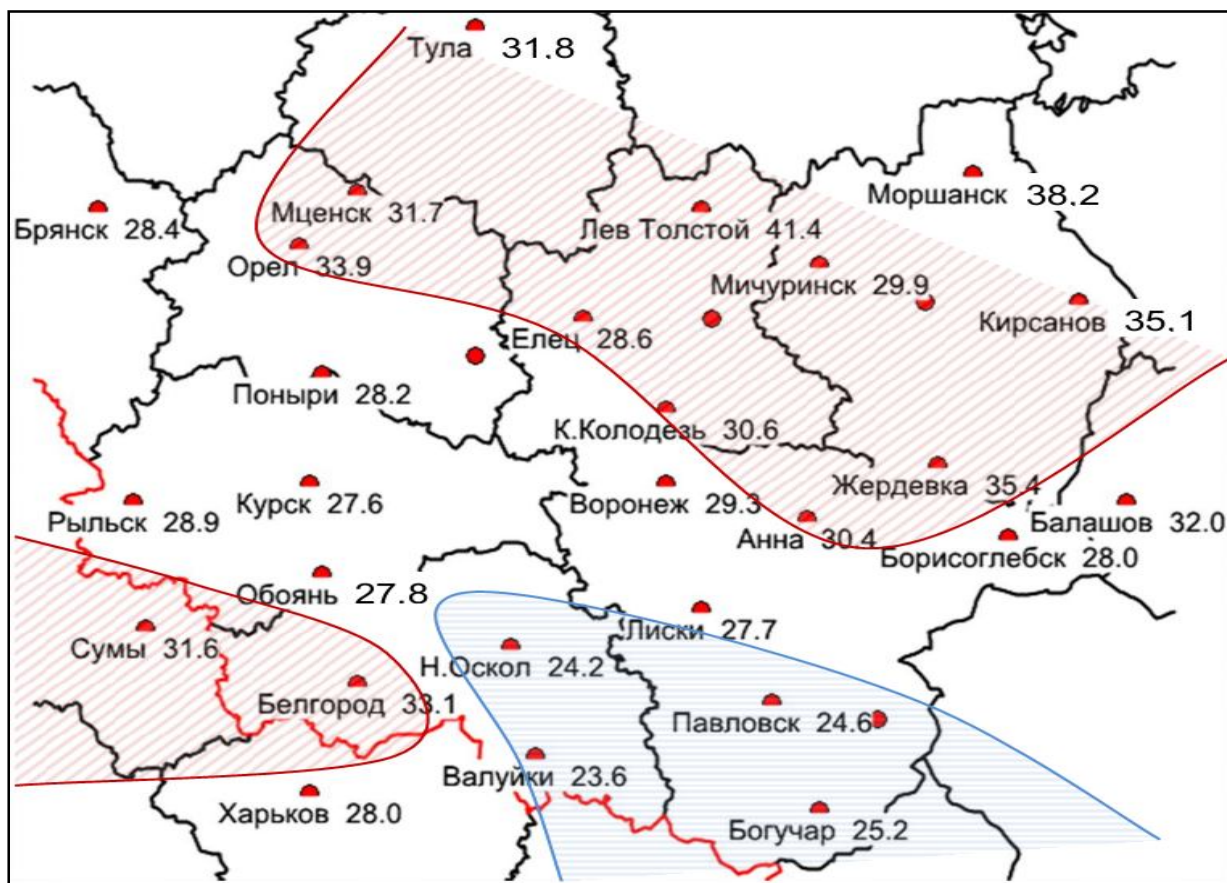 Тула 31.8
Моршанск 38.2
Брянск 28.4
Мценск 31.7
Лев Толстой 41.4
Орел 33.9
Мичуринск 29.9
Кирсанов 35.1
Елец 28.6
Поныри 28.2
К.Колодезь 30.6
Жердевка 35.4
Курск 27.6
Воронеж 29.3
Рыльск 28.9
Анна 30.4
Балашов 32.0
Борисоглебск 28.0
Обоянь 27.8
Лиски 27.7
Сумы 31.6
Н.Оскол 24.2
Белгород 33.1
Павловск 24.6
Валуйки 23.6
Харьков 28.0
Богучар 25.2